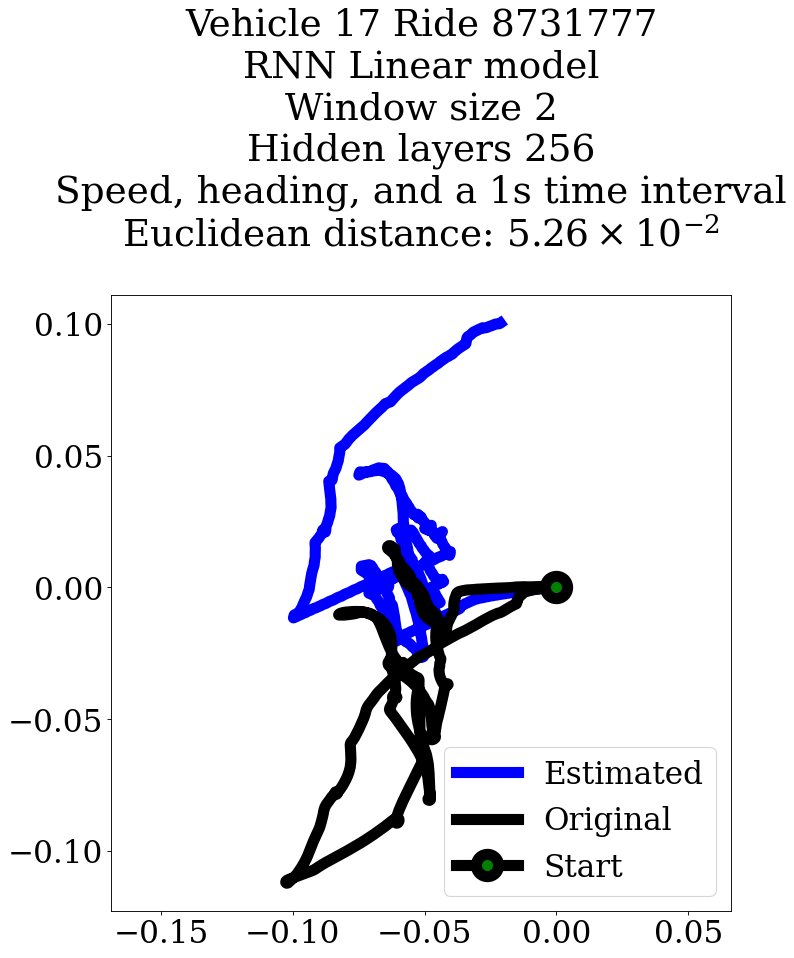 Vehicle 17 Ride 8731777
RNN Linear model
Window size 2
Hidden layers 256
Speed, heading, and a 1s time interval
Euclidean distance: 5.26 × 10⁻²
0.10
0.05
0.00
−0.05
−0.10
Estimated
Original
Start
−0.15 −0.10 −0.05 0.00 0.05